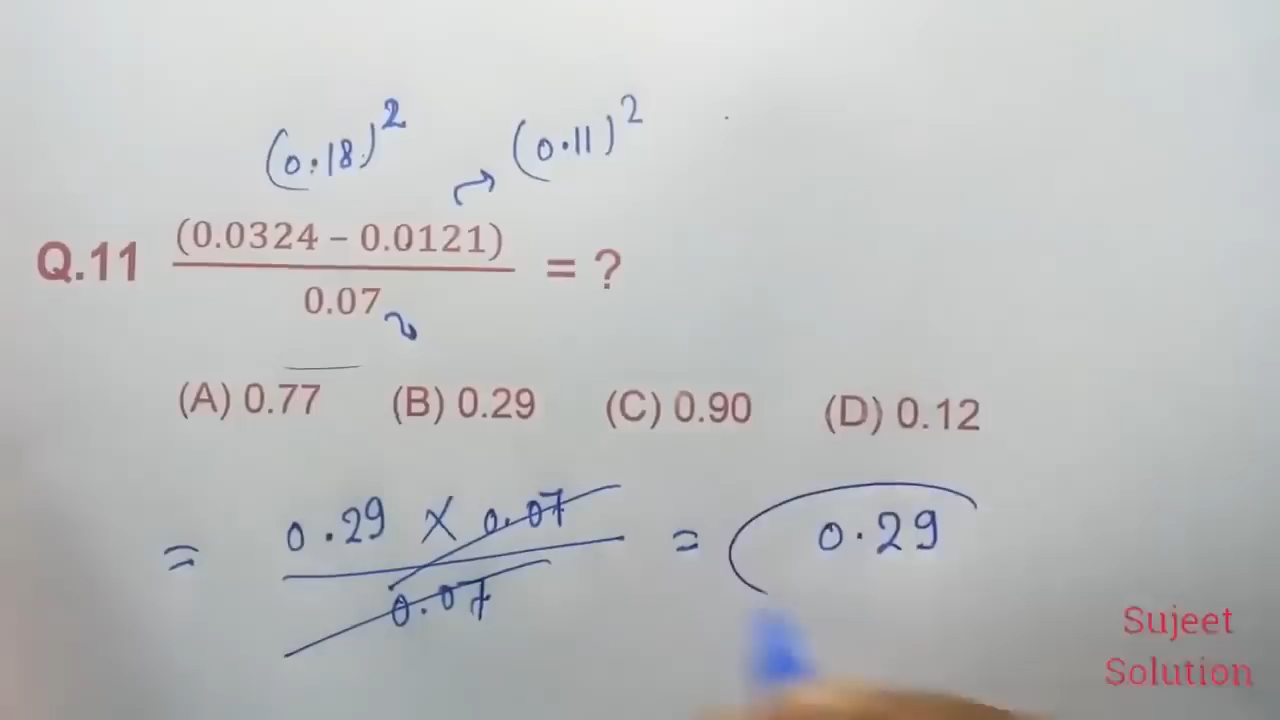 (0.18)² (0.11)²
Q.11 (0.0324 – 0.0121) / 0.07 = ?
(A) 0.77 (B) 0.29 (C) 0.90 (D) 0.12
= 0.29 × 0.07 / 0.07 = 0.29
Sujeet
Solution